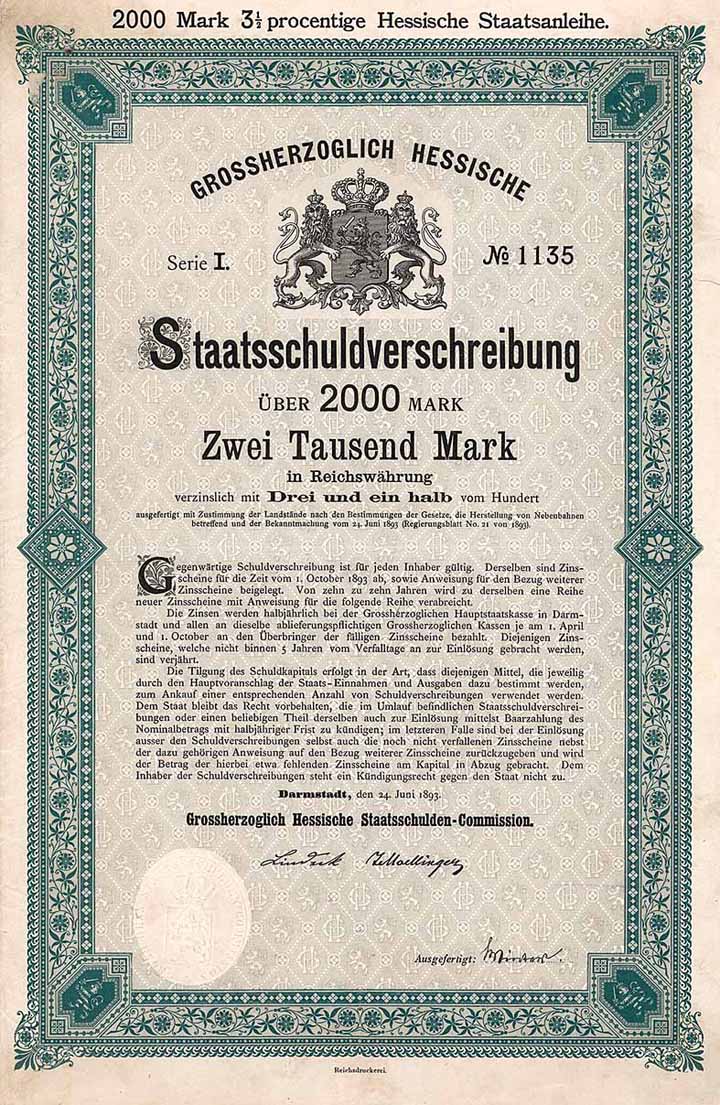 2000 Mark 3½ procentige Hessische Staatsanleihe.
GROSSHERZOGLICH HESSISCHE
Serie I.
№ 1135
Staatsschuldverschreibung
ÜBER 2000 MARK
Zwei Tausend Mark
in Reichswährung
verzinslich mit Drei und ein halb vom Hundert
ausgefertigt mit Zustimmung der Landstände nach den Bestimmungen der Gesetze, die Herstellung von Nebenbahnen
betreffend und der Bekanntmachung vom 24. Juni 1893 (Regierungsblatt No. 21 von 1893).
Gegenwärtige Schuldverschreibung ist für jeden Inhaber gültig. Derselben sind Zins-
scheine für die Zeit vom 1. October 1893 ab, sowie Anweisung für den Bezug weiterer
Zinsscheine beigelegt. Von zehn zu zehn Jahren wird zu derselben eine Reihe
neuer Zinsscheine mit Anweisung für die folgende Reihe verabreicht.
Die Zinsen werden halbjährlich bei der Grossherzoglichen Hauptstaatskasse in Darm-
stadt und allen an dieselbe ablieferungspflichtigen Grossherzoglichen Kassen je am 1. April
und 1. October an den Überbringer der fälligen Zinsscheine bezahlt. Diejenigen Zins-
scheine, welche nicht binnen 5 Jahren vom Verfalltage an zur Einlösung gebracht werden,
sind verjährt.
Die Tilgung des Schuldkapitals erfolgt in der Art, dass diejenigen Mittel, die jeweilig
durch den Hauptvoranschlag der Staats-Einnahmen und Ausgaben dazu bestimmt werden,
zum Ankauf einer entsprechenden Anzahl von Schuldverschreibungen verwendet werden.
Dem Staat bleibt das Recht vorbehalten, die im Umlauf befindlichen Staatsschuldverschrei-
bungen oder einen beliebigen Theil derselben auch zur Einlösung mittelst Baarzahlung des
Nominalbetrags mit halbjähriger Frist zu kündigen; im letzteren Falle sind bei der Einlösung
ausser den Schuldverschreibungen selbst auch die noch nicht verfallenen Zinsscheine nebst
der dazu gehörigen Anweisung auf den Bezug weiterer Zinsscheine zurückzugeben und wird
der Betrag der hierbei etwa fehlenden Zinsscheine am Kapital in Abzug gebracht. Dem
Inhaber der Schuldverschreibungen steht ein Kündigungsrecht gegen den Staat nicht zu.
Darmstadt, den 24. Juni 1893.
Grossherzoglich Hessische Staatsschulden-Commission.
Ausgefertigt:
Reichsdruckerei.